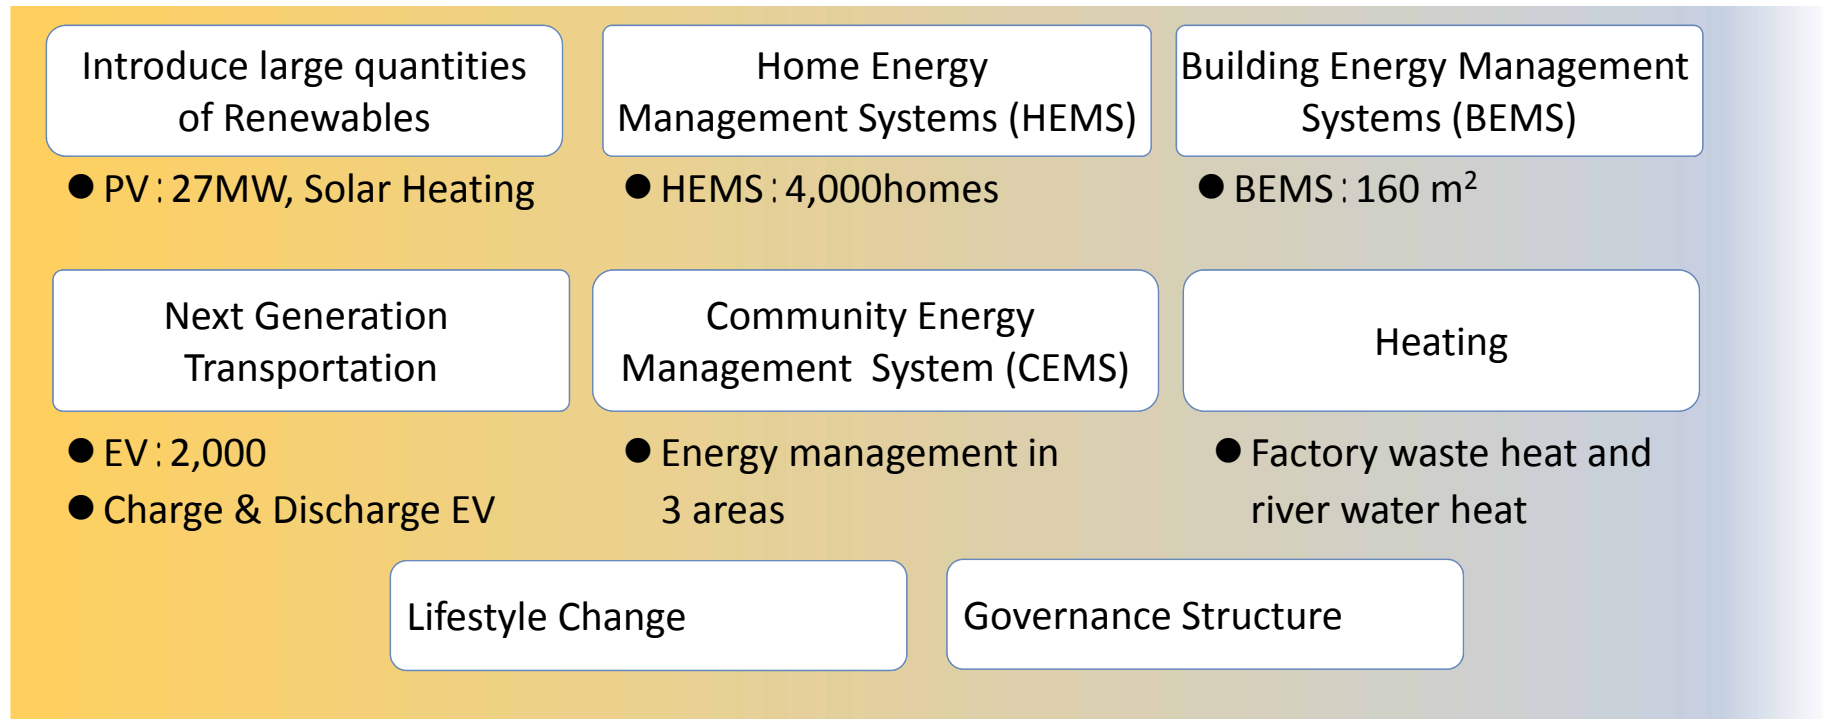 Introduce large quantities
of Renewables
● PV：27MW, Solar Heating
Home Energy
Management Systems (HEMS)
● HEMS：4,000homes
Building Energy Management
Systems (BEMS)
● BEMS：160 m²
Next Generation
Transportation
● EV：2,000
● Charge & Discharge EV
Community Energy
Management  System (CEMS)
● Energy management in
3 areas
Heating
● Factory waste heat and
river water heat
Lifestyle Change
Governance Structure